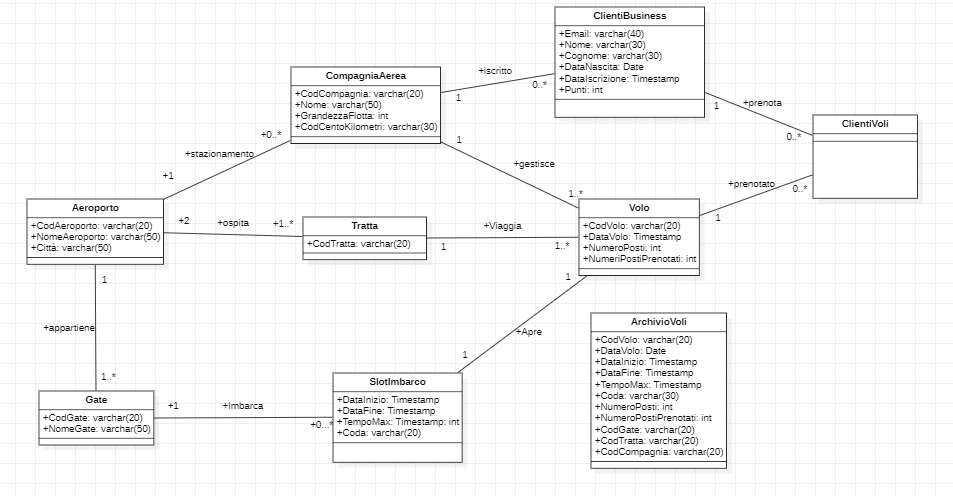 ClientiBusiness
+Email: varchar(40)
+Nome: varchar(30)
+Cognome: varchar(30)
+DataNascita: Date
+DataIscrizione: Timestamp
+Punti: int
CompagniaAerea
+CodCompagnia: varchar(20)
+Nome: varchar(50)
+GrandezzaFlotta: int
+CodCentoKilometri: varchar(30)
+iscritto
1
0..*
1
+prenota
0..*
ClientiVoli
+0..*
+stazionamento
+1
1
+gestisce
1..*
+prenotato
0..*
1
Aeroporto
+CodAeroporto: varchar(20)
+NomeAeroporto: varchar(50)
+Città: varchar(50)
+2
+ospita
+1..*
Tratta
+CodTratta: varchar(20)
1
+Viaggia
1..*
Volo
+CodVolo: varchar(20)
+DataVolo: Timestamp
+NumeroPosti: int
+NumeriPostiPrenotati: int
1
+appartiene
1..*
1
+Apre
1
Gate
+CodGate: varchar(20)
+NomeGate: varchar(50)
+1
+Imbarca
+0..*
SlotImbarco
+DataInizio: Timestamp
+DataFine: Timestamp
+TempoMax: Timestamp: int
+Coda: varchar(20)
ArchivioVoli
+CodVolo: varchar(20)
+DataVolo: Date
+DataInizio: Timestamp
+DataFine: Timestamp
+TempoMax: Timestamp
+Coda: varchar(30)
+NumeroPosti: int
+NumeroPostiPrenotati: int
+CodGate: varchar(20)
+CodTratta: varchar(20)
+CodCompagnia: varchar(20)